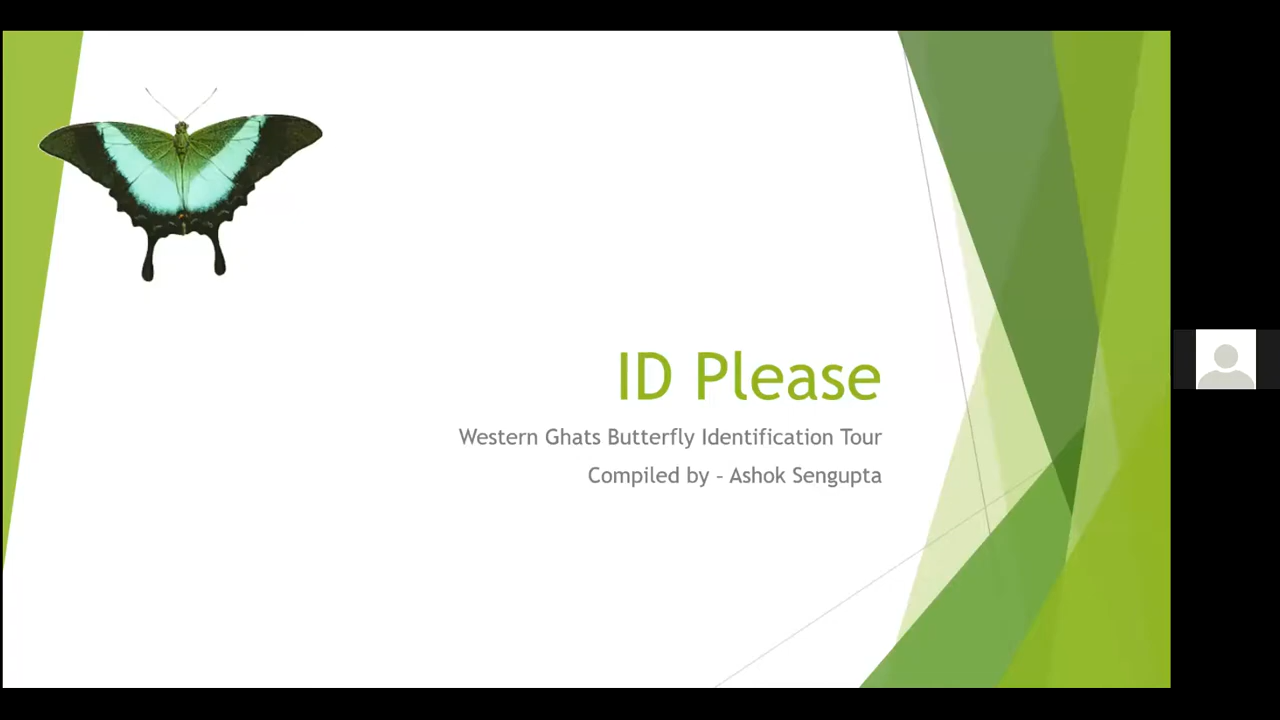 ID Please
Western Ghats Butterfly Identification Tour
Compiled by - Ashok Sengupta